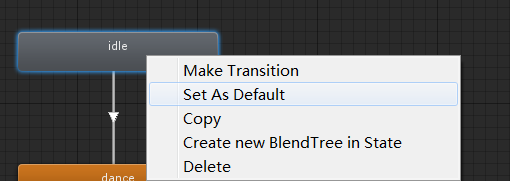 idle
Make Transition
Set As Default
Copy
Create new BlendTree in State
Delete
dance